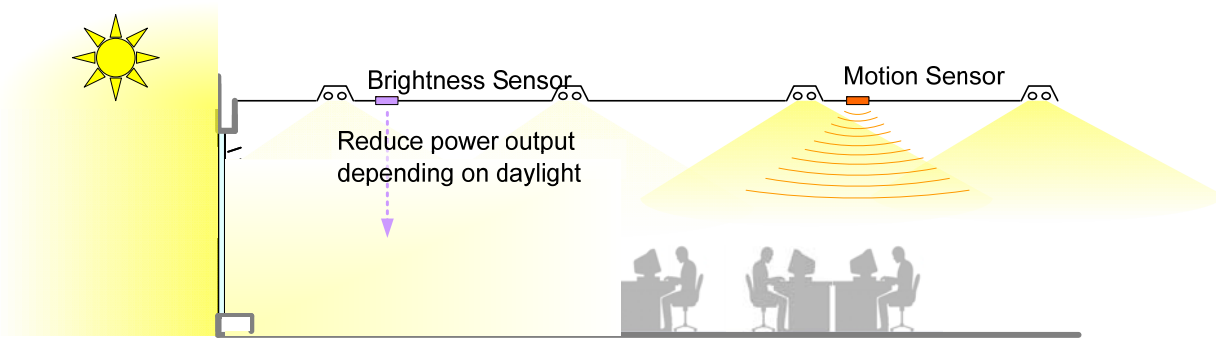 Brightness Sensor
Motion Sensor
Reduce power output
depending on daylight